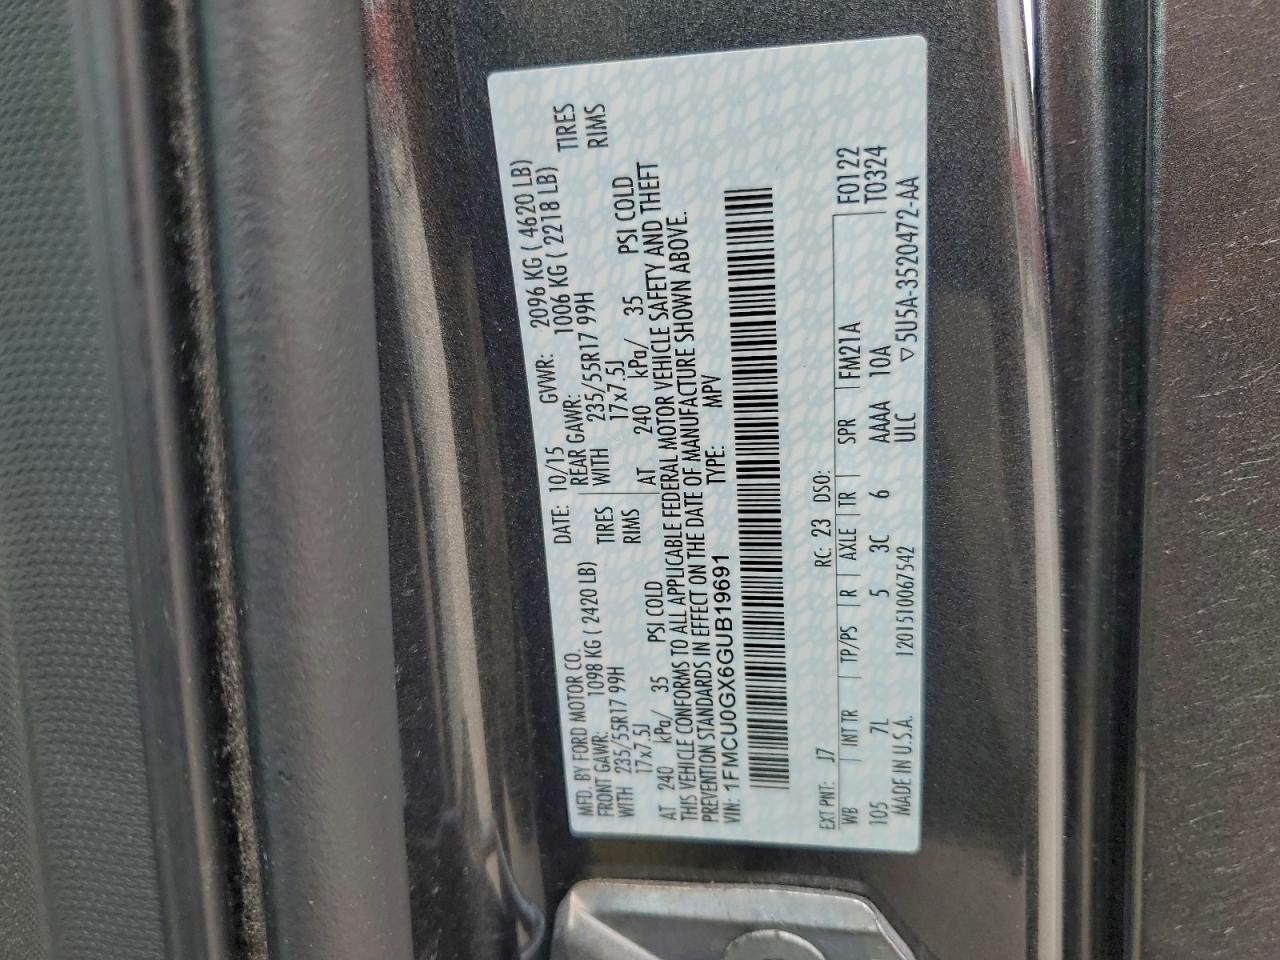 MFD. BY FORD MOTOR CO.
DATE: 10/15 GVWR: 2096 KG ( 4620 LB)
FRONT GAWR: 1098 KG ( 2420 LB) REAR GAWR: 1006 KG ( 2218 LB)
WITH 235/55R17 99H TIRES WITH 235/55R17 99H TIRES
17x7.5J RIMS 17x7.5J RIMS
AT 240 kPa/ 35 PSI COLD AT 240 kPa/ 35 PSI COLD
THIS VEHICLE CONFORMS TO ALL APPLICABLE FEDERAL MOTOR VEHICLE SAFETY AND THEFT
PREVENTION STANDARDS IN EFFECT ON THE DATE OF MANUFACTURE SHOWN ABOVE.
VIN: 1FMCU0GX6GUB19691 TYPE: MPV
EXT PNT: J7 RC: 23 DSO:
WB INT TR TP/PS R AXLE TR SPR FM21A F0122
105 7L 5 3C 6 AAAA 10A T0324
MADE IN U.S.A. 1201510067542 ULC ▽5U5A-3520472-AA